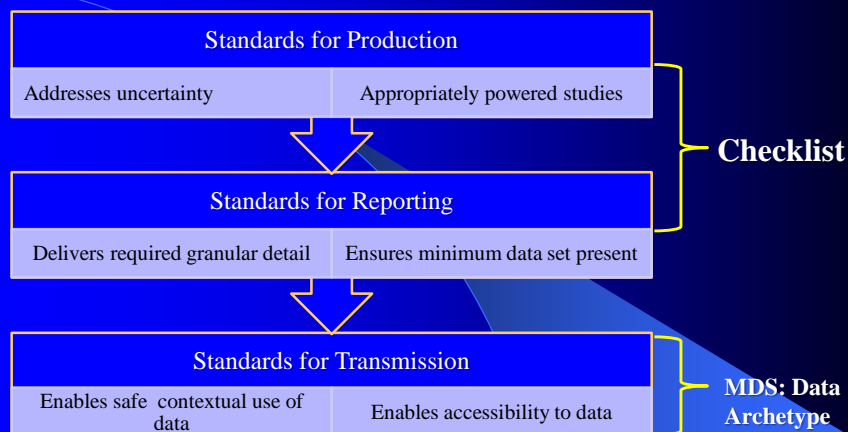 Standards for Production
Addresses uncertainty
Appropriately powered studies
Checklist
Standards for Reporting
Delivers required granular detail
Ensures minimum data set present
Standards for Transmission
Enables safe contextual use of
data
Enables accessibility to data
MDS: Data
Archetype